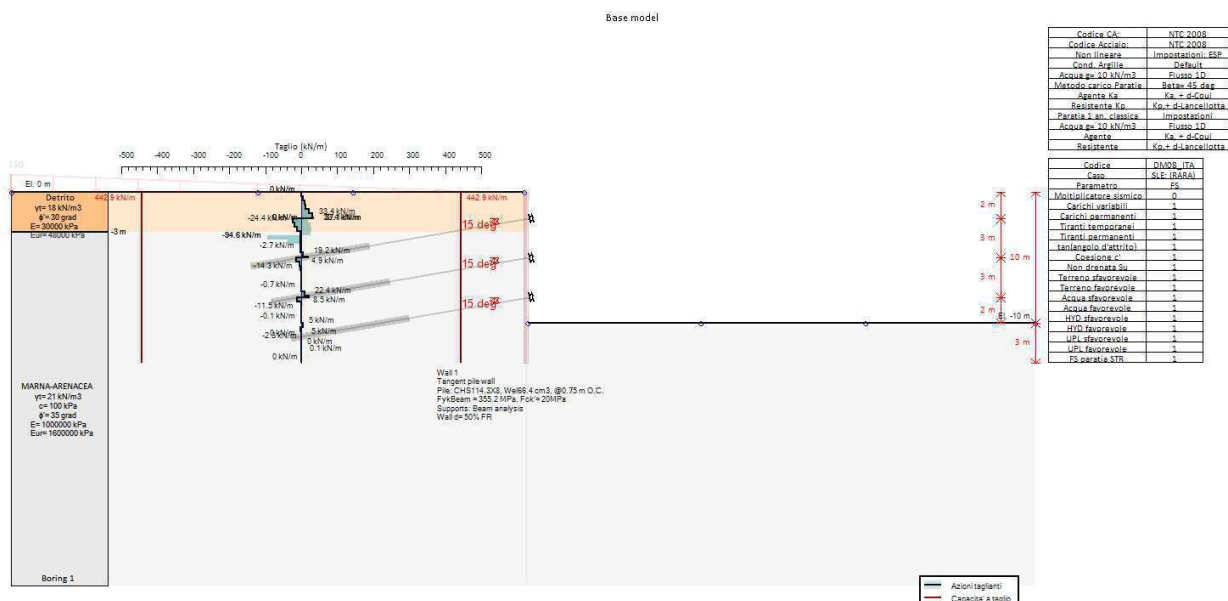 Base model
Codice CA: NTC 2008
Codice Acciaio: NTC 2008
Non lineare Impostazioni: ESP
Cond. Argille Default
Acqua g= 10 kN/m3 Flusso 1D
Metodo carico Paratie Beta= 45 deg
Agente Ka Ka, + d-Coul
Resistente Kp Kp,+ d-Lancellotta
Paratia 1 an. classica Impostazioni
Acqua g= 10 kN/m3 Flusso 1D
Agente Ka, + d-Coul
Resistente Kp,+ d-Lancellotta
Codice DM08_ITA
Caso SLE: (RARA)
Parametro FS
Moltiplicatore sismico 0
Carichi variabili 1
Carichi permanenti 1
Tiranti temporanei 1
Tiranti permanenti 1
tan(angolo d'attrito) 1
Coesione c' 1
Non drenata Su 1
Terreno sfavorevole 1
Terreno favorevole 1
Acqua sfavorevole 1
Acqua favorevole 1
HYD sfavorevole 1
HYD favorevole 1
UPL sfavorevole 1
UPL favorevole 1
FS paratia STR 1
Taglio (kN/m)
-500 -400 -300 -200 -100 0 100 200 300 400 500
El. 0 m
0 kN/m
442.9 kN/m
442.9 kN/m
Detrito
γt= 18 kN/m3
ϕ'= 30 grad
E= 30000 kPa
Eur= 48000 kPa
-3 m
33.4 kN/m
-24.4 kN/m
-94.6 kN/m
-2.7 kN/m
18.2 kN/m
4.9 kN/m
-14.3 kN/m
-0.7 kN/m
22.4 kN/m
8.5 kN/m
-11.5 kN/m
-0.1 kN/m
5 kN/m
5 kN/m
0 kN/m
0.1 kN/m
0 kN/m
15 deg
15 deg
15 deg
2 m
3 m
10 m
3 m
2 m
El. -10 m
3 m
Wall 1
Tangent pile wall
Pile: CHS114.3X8, Wel66.4 cm3, @0.75 m O.C.
FykBeam = 355.2 MPa, Fck'= 20MPa
Supports: Beam analysis
Wall d= 50% FR
MARNA-ARENACEA
γt= 21 kN/m3
c= 100 kPa
ϕ'= 35 grad
E= 1000000 kPa
Eur= 1600000 kPa
Boring 1
Azioni taglianti
Capacita' a taglio